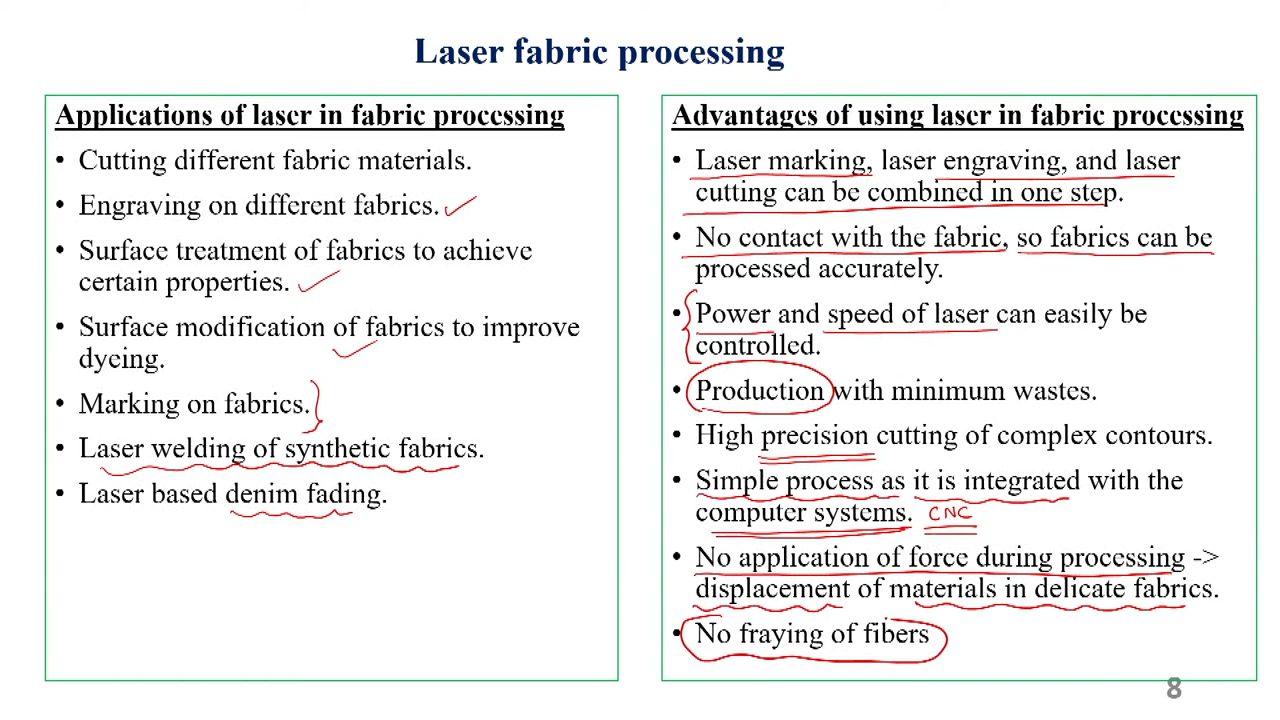 Laser fabric processing
Applications of laser in fabric processing
• Cutting different fabric materials.
• Engraving on different fabrics.
• Surface treatment of fabrics to achieve
certain properties.
• Surface modification of fabrics to improve
dyeing.
• Marking on fabrics.
• Laser welding of synthetic fabrics.
• Laser based denim fading.
Advantages of using laser in fabric processing
• Laser marking, laser engraving, and laser
cutting can be combined in one step.
• No contact with the fabric, so fabrics can be
processed accurately.
• Power and speed of laser can easily be
controlled.
• Production with minimum wastes.
• High precision cutting of complex contours.
• Simple process as it is integrated with the
computer systems. CNC
• No application of force during processing ->
displacement of materials in delicate fabrics.
• No fraying of fibers
8